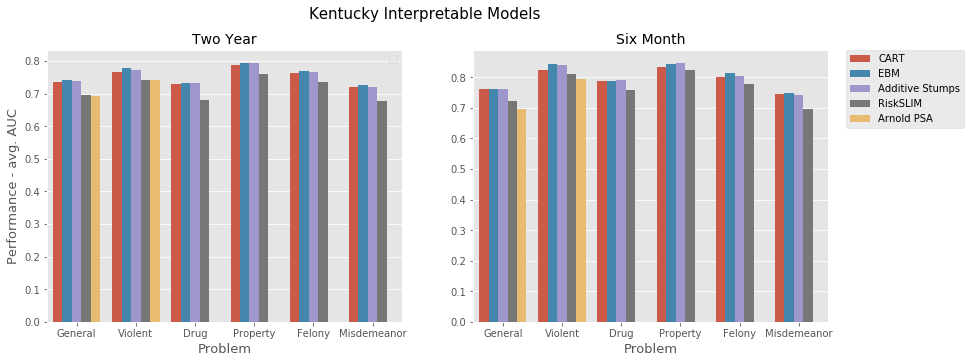 Kentucky Interpretable Models
Two Year
Performance - avg. AUC
0.8
0.7
0.6
0.5
0.4
0.3
0.2
0.1
0.0
General Violent Drug Property Felony Misdemeanor
Problem
Six Month
0.8
0.7
0.6
0.5
0.4
0.3
0.2
0.1
0.0
General Violent Drug Property Felony Misdemeanor
Problem
CART
EBM
Additive Stumps
RiskSLIM
Arnold PSA